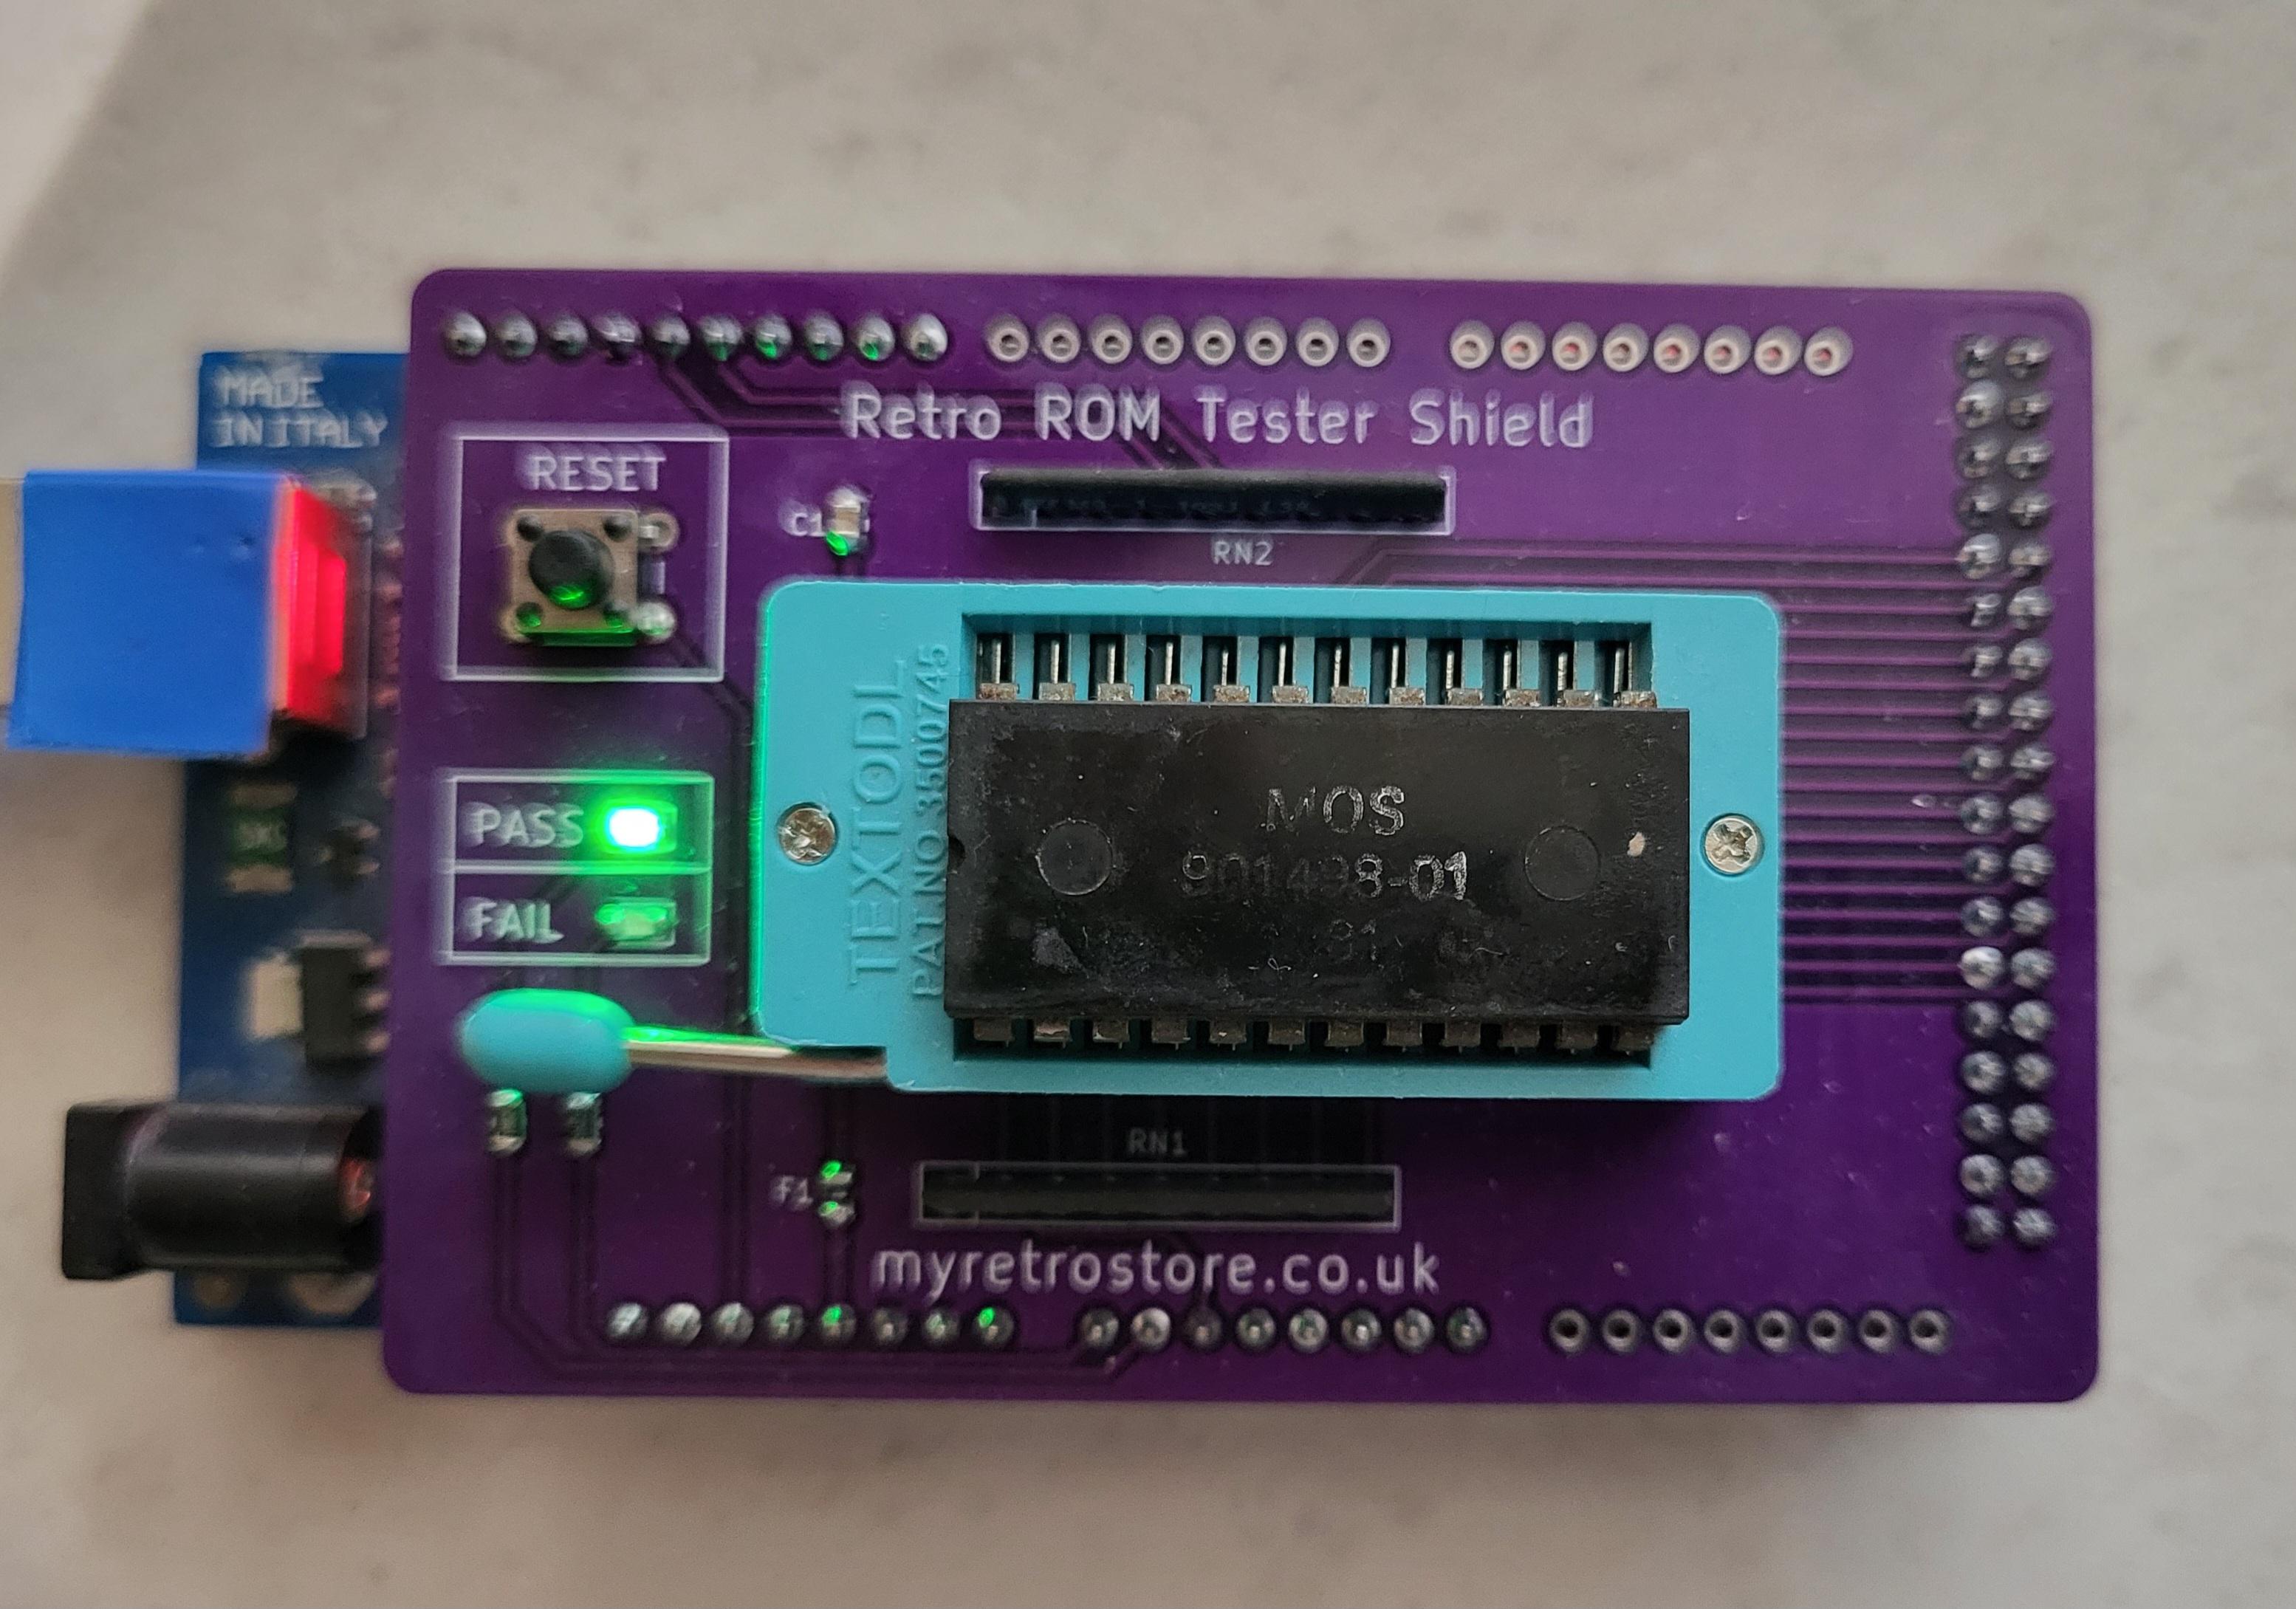 MADE
IN ITALY
Retro ROM Tester Shield
RESET
C1
RN2
TEXTOOL
PAT NO 3500745
MOS
901498-01
PASS
FAIL
RN1
F1
myretrostore.co.uk